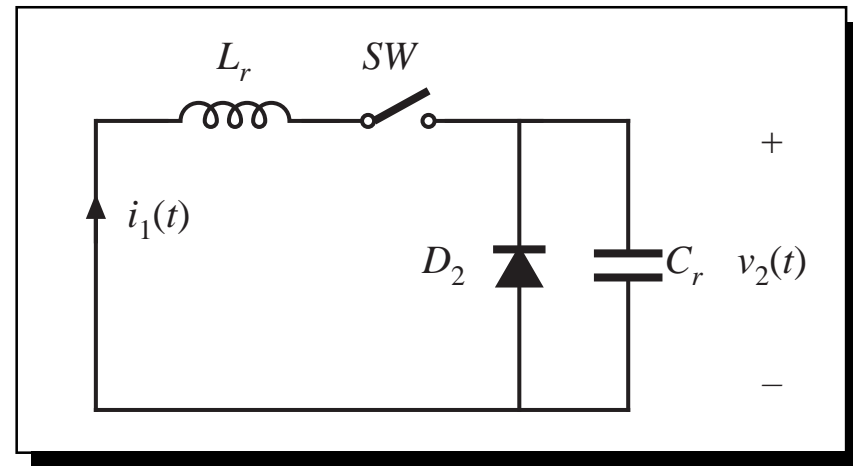 L_r SW
+
i_1(t)
D_2 C_r v_2(t)
–